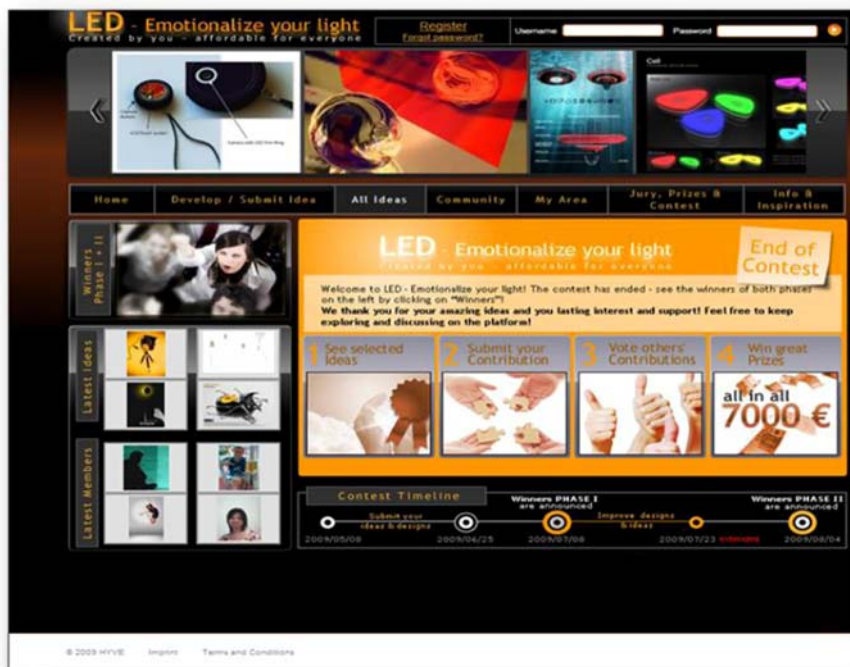 LED - Emotionalize your light
Created by you - affordable for everyone
Register
Forgot password?
Username
Password
Coil
Home
Develop / Submit Idea
All Ideas
Community
My Area
Jury, Prizes &
Contest
Info &
Inspiration
Winners
Phase I + II
LED - Emotionalize your light
Created by you - affordable for everyone
End of
Contest
Welcome to LED - Emotionalize your light! The contest has ended - see the winners of both phases
on the left by clicking on "Winners"!
We thank you for your amazing ideas and you lasting interest and support! Feel free to keep
exploring and discussing on the platform!
1 See selected
Ideas
2 Submit your
Contribution
3 Vote others'
Contributions
4 Win great
Prizes
all in all
7000 €
Latest Ideas
Latest Members
Contest Timeline
Submit your
ideas & designs
Winners PHASE I
are announced
Improve designs
& ideas
Winners PHASE II
are announced
2009/05/08
2009/06/25
2009/07/08
2009/07/23 extended
2009/08/04
© 2009 HYVE
Imprint
Terms and Conditions